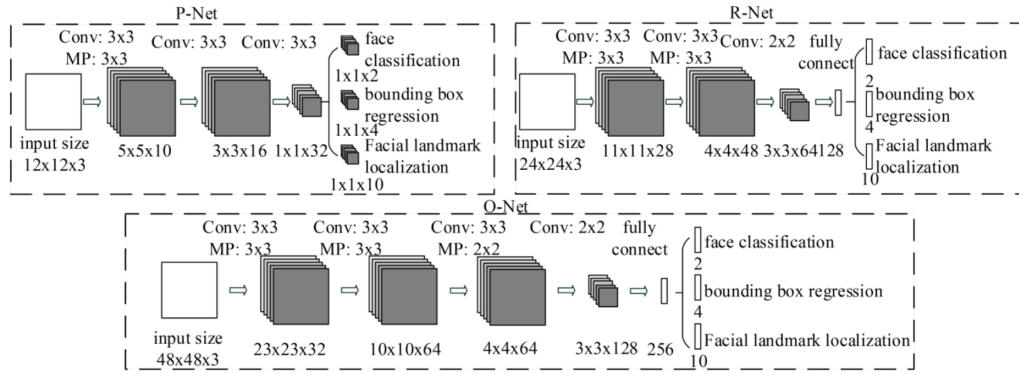 P-Net
Conv: 3x3 Conv: 3x3 Conv: 3x3
MP: 3x3
face
classification
1x1x2
bounding box
regression
1x1x4
Facial landmark
localization
1x1x10
input size
12x12x3
5x5x10
3x3x16
1x1x32
R-Net
Conv: 3x3 Conv: 3x3
MP: 3x3 MP: 3x3
Conv: 2x2
fully
connect
face classification
2
bounding box
regression
4
Facial landmark
localization
10
input size
24x24x3
11x11x28
4x4x48
3x3x64
128
O-Net
Conv: 3x3 Conv: 3x3 Conv: 3x3 Conv: 2x2 fully
MP: 3x3 MP: 3x3 MP: 2x2 connect
face classification
2
bounding box regression
4
Facial landmark localization
10
input size
48x48x3
23x23x32
10x10x64
4x4x64
3x3x128
256